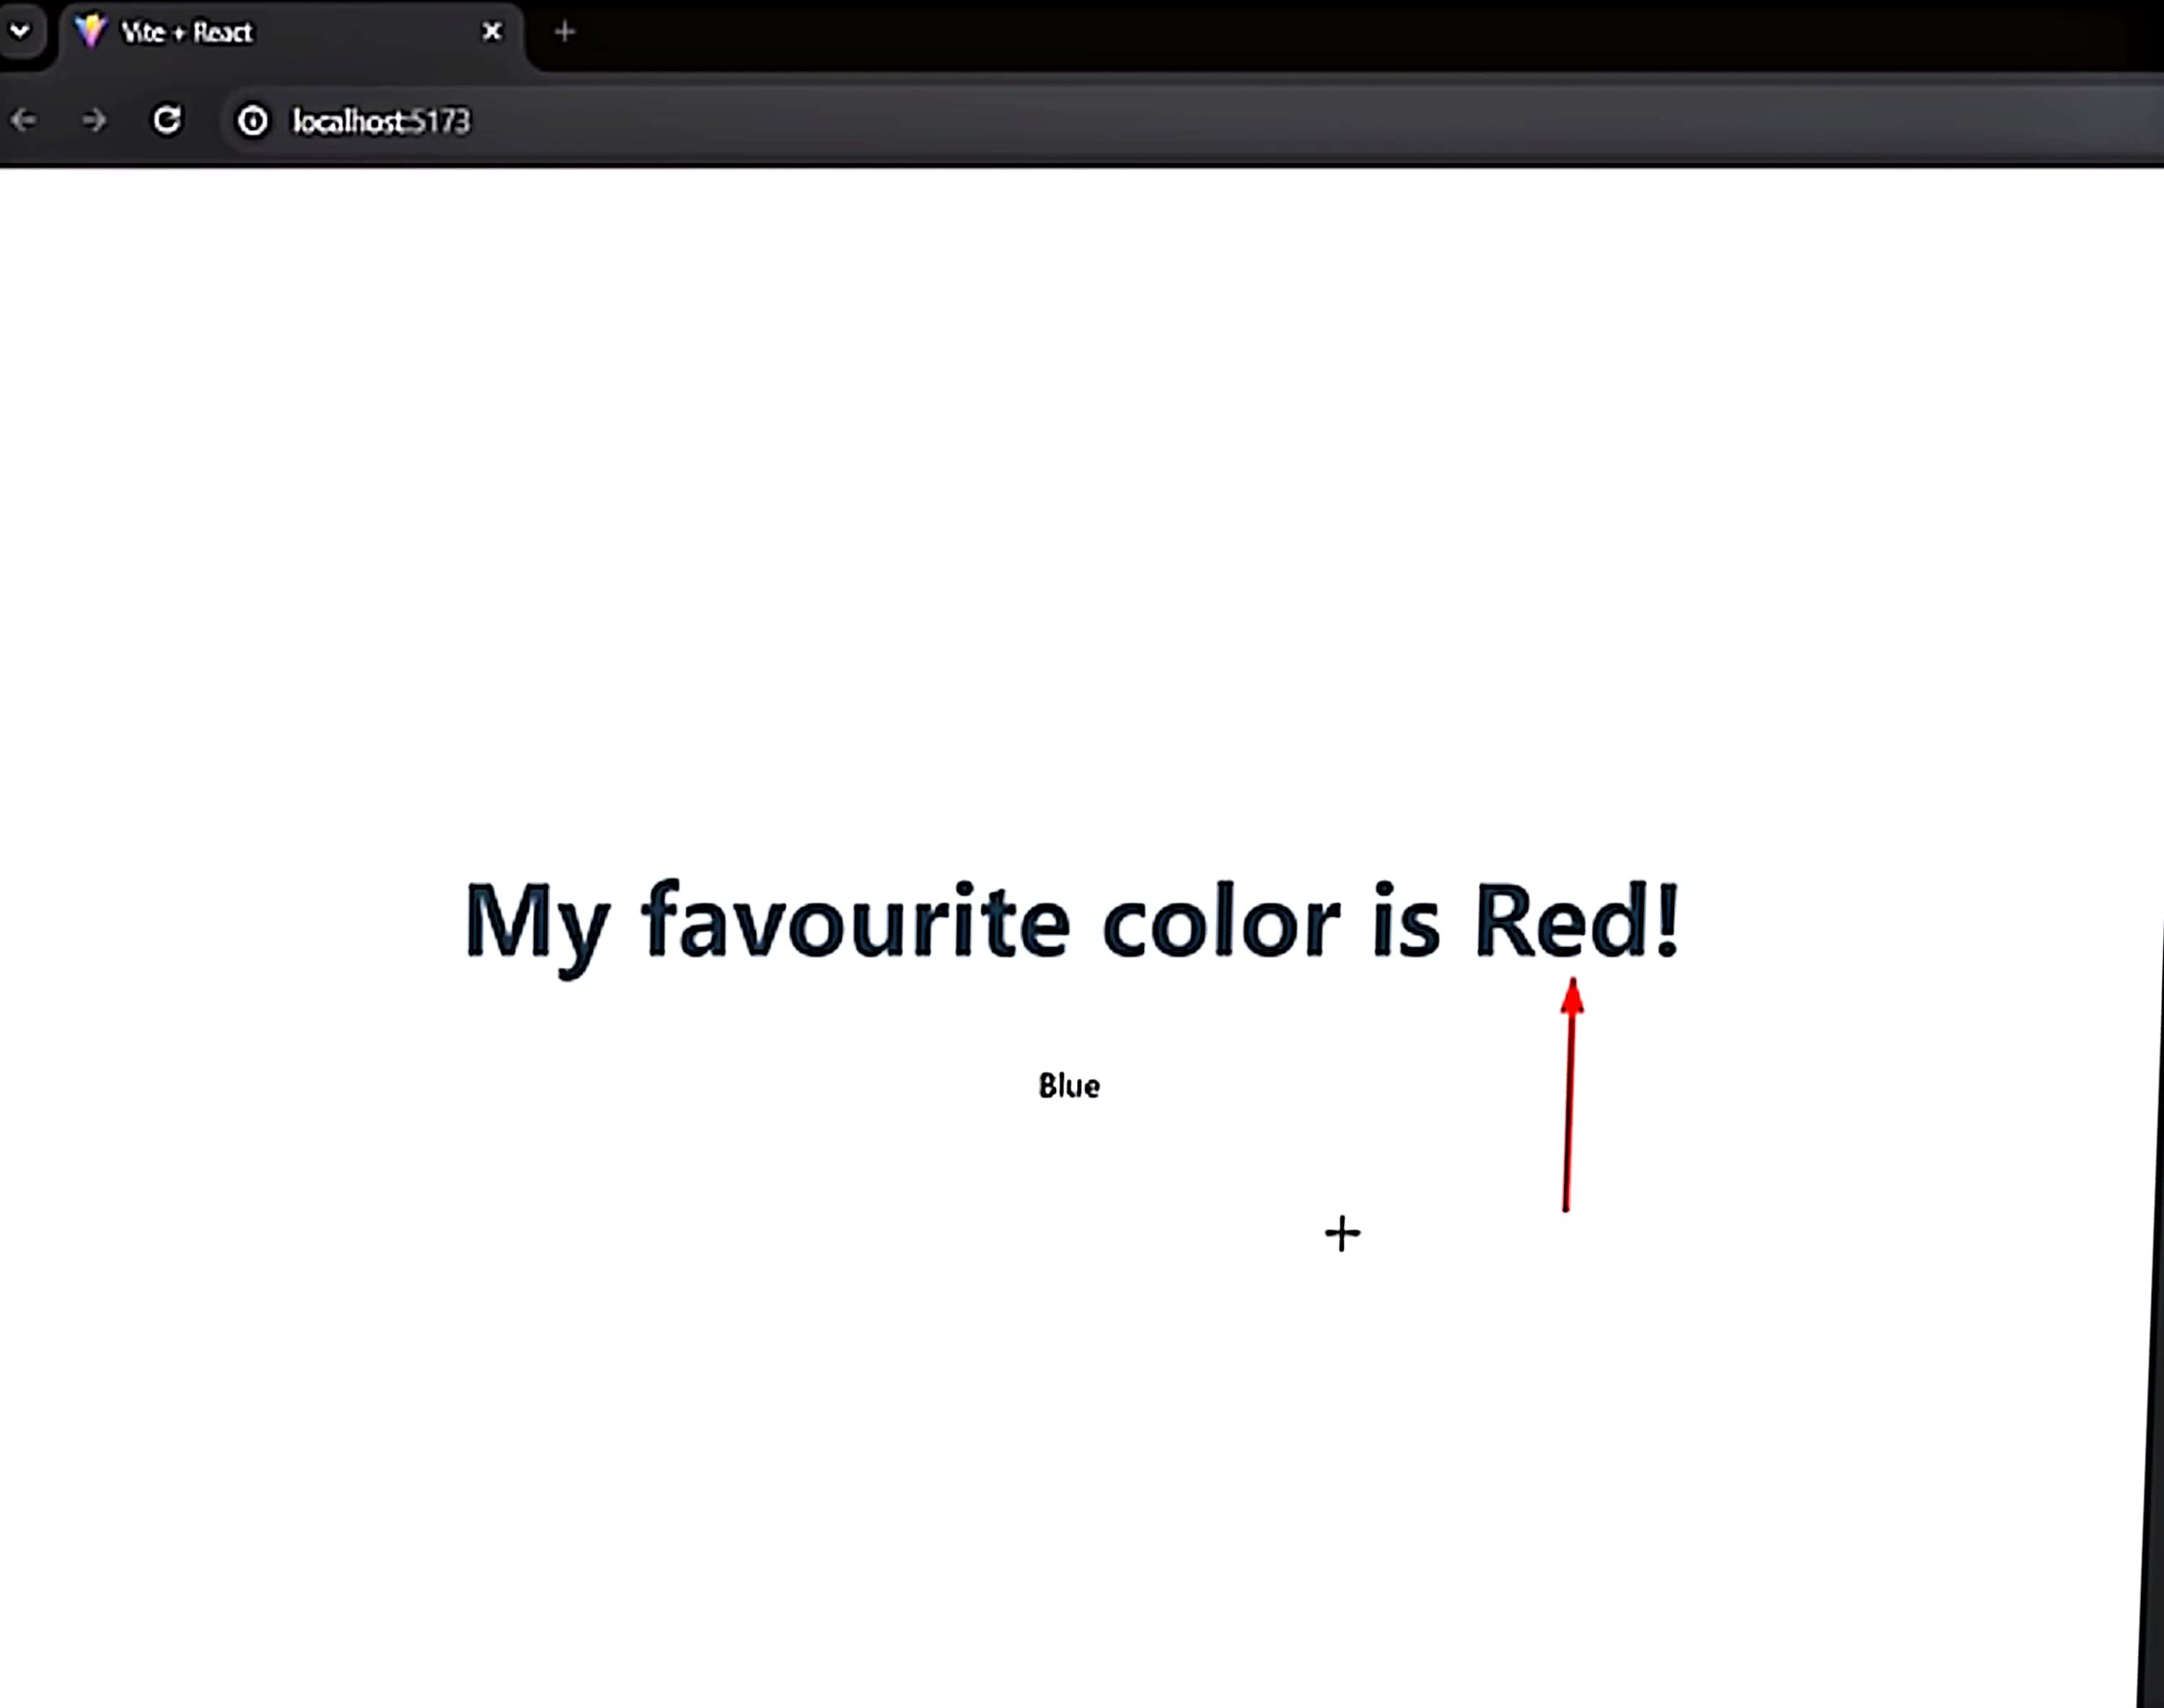 Vite + React
localhost:5173
My favourite color is Red!
Blue